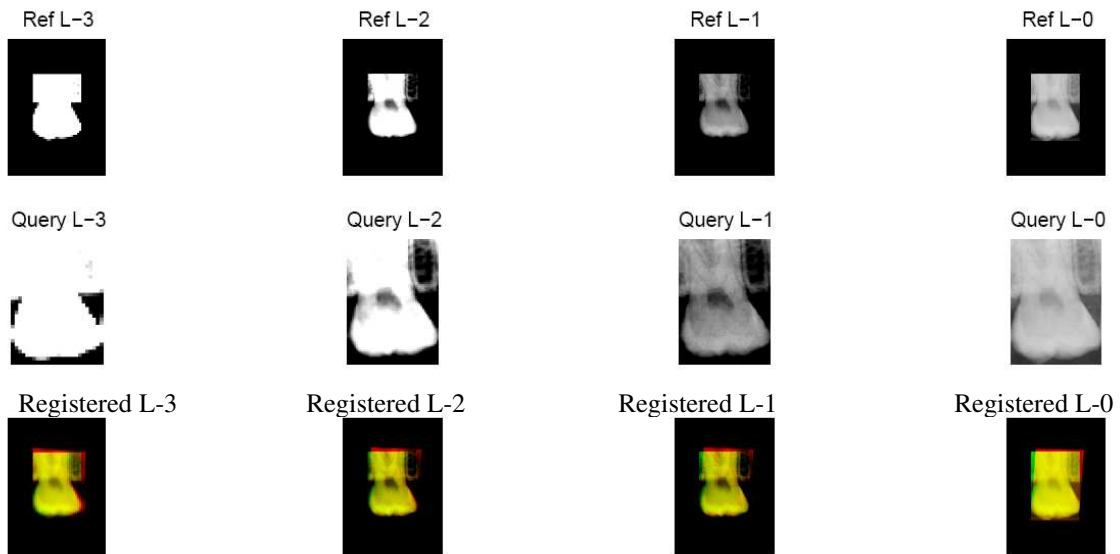 Ref L−3 Ref L−2 Ref L−1 Ref L−0
Query L−3 Query L−2 Query L−1 Query L−0
Registered L-3 Registered L-2 Registered L-1 Registered L-0